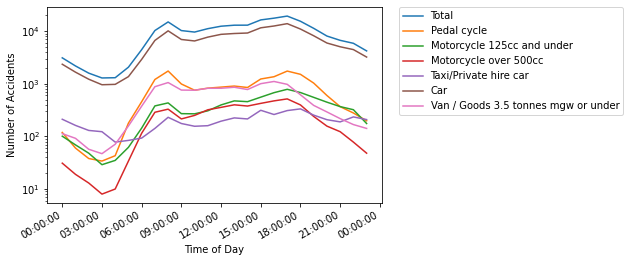 Number of Accidents
10⁴
10³
10²
10¹
00:00:00
03:00:00
06:00:00
09:00:00
12:00:00
15:00:00
18:00:00
21:00:00
00:00:00
Time of Day
Total
Pedal cycle
Motorcycle 125cc and under
Motorcycle over 500cc
Taxi/Private hire car
Car
Van / Goods 3.5 tonnes mgw or under